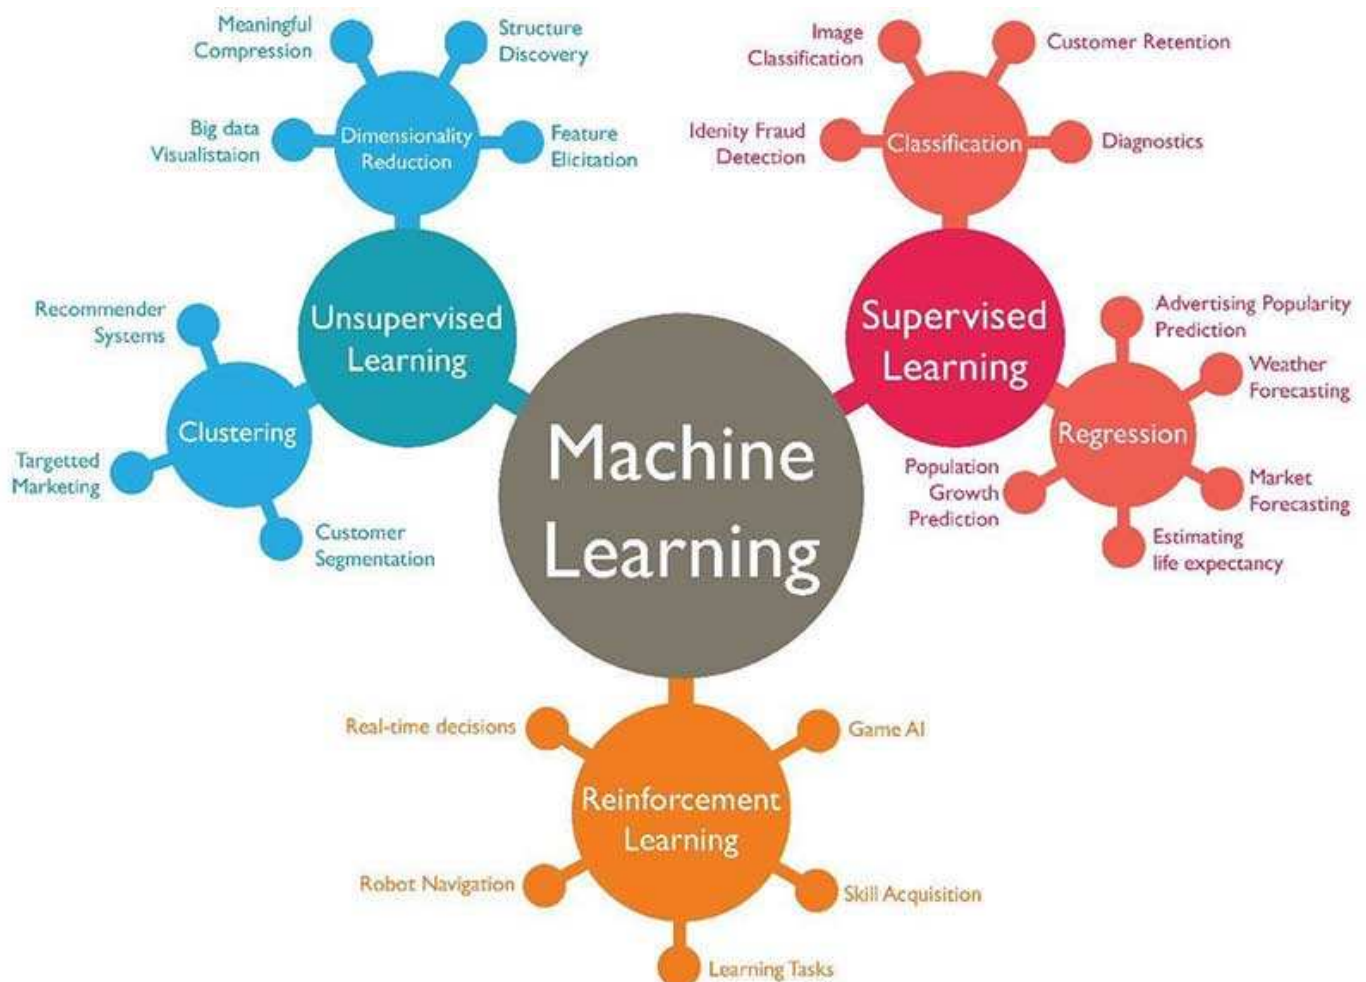 Meaningful
Compression
Structure
Discovery
Big data
Visualistaion
Dimensionality
Reduction
Feature
Elicitation
Image
Classification
Customer Retention
Idenity Fraud
Detection
Classification
Diagnostics
Recommender
Systems
Unsupervised
Learning
Clustering
Targetted
Marketing
Customer
Segmentation
Machine
Learning
Supervised
Learning
Advertising Popularity
Prediction
Weather
Forecasting
Regression
Population
Growth
Prediction
Market
Forecasting
Estimating
life expectancy
Real-time decisions
Game AI
Reinforcement
Learning
Robot Navigation
Skill Acquisition
Learning Tasks